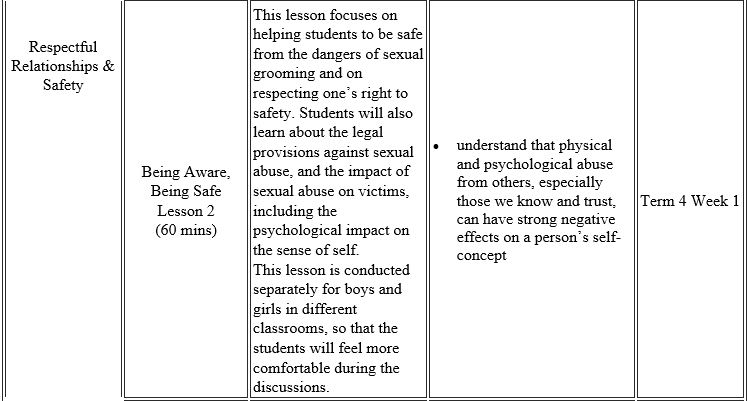 Respectful
Relationships &
Safety
Being Aware,
Being Safe
Lesson 2
(60 mins)
This lesson focuses on
helping students to be safe
from the dangers of sexual
grooming and on
respecting one’s right to
safety. Students will also
learn about the legal
provisions against sexual
abuse, and the impact of
sexual abuse on victims,
including the
psychological impact on
the sense of self.
This lesson is conducted
separately for boys and
girls in different
classrooms, so that the
students will feel more
comfortable during the
discussions.
• understand that physical
and psychological abuse
from others, especially
those we know and trust,
can have strong negative
effects on a person’s self-
concept
Term 4 Week 1